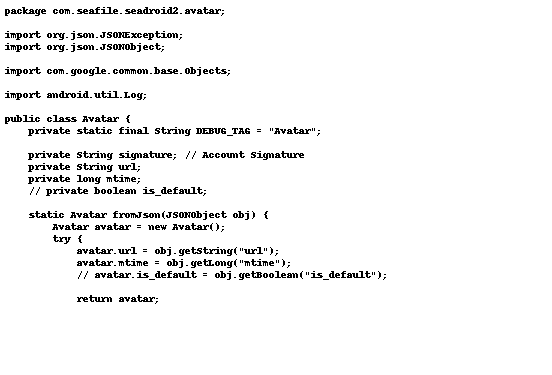 package com.seafile.seadroid2.avatar;

import org.json.JSONException;
import org.json.JSONObject;

import com.google.common.base.Objects;

import android.util.Log;

public class Avatar {
    private static final String DEBUG_TAG = "Avatar";

    private String signature; // Account Signature
    private String url;
    private long mtime;
    // private boolean is_default;

    static Avatar fromJson(JSONObject obj) {
        Avatar avatar = new Avatar();
        try {
            avatar.url = obj.getString("url");
            avatar.mtime = obj.getLong("mtime");
            // avatar.is_default = obj.getBoolean("is_default");

            return avatar;